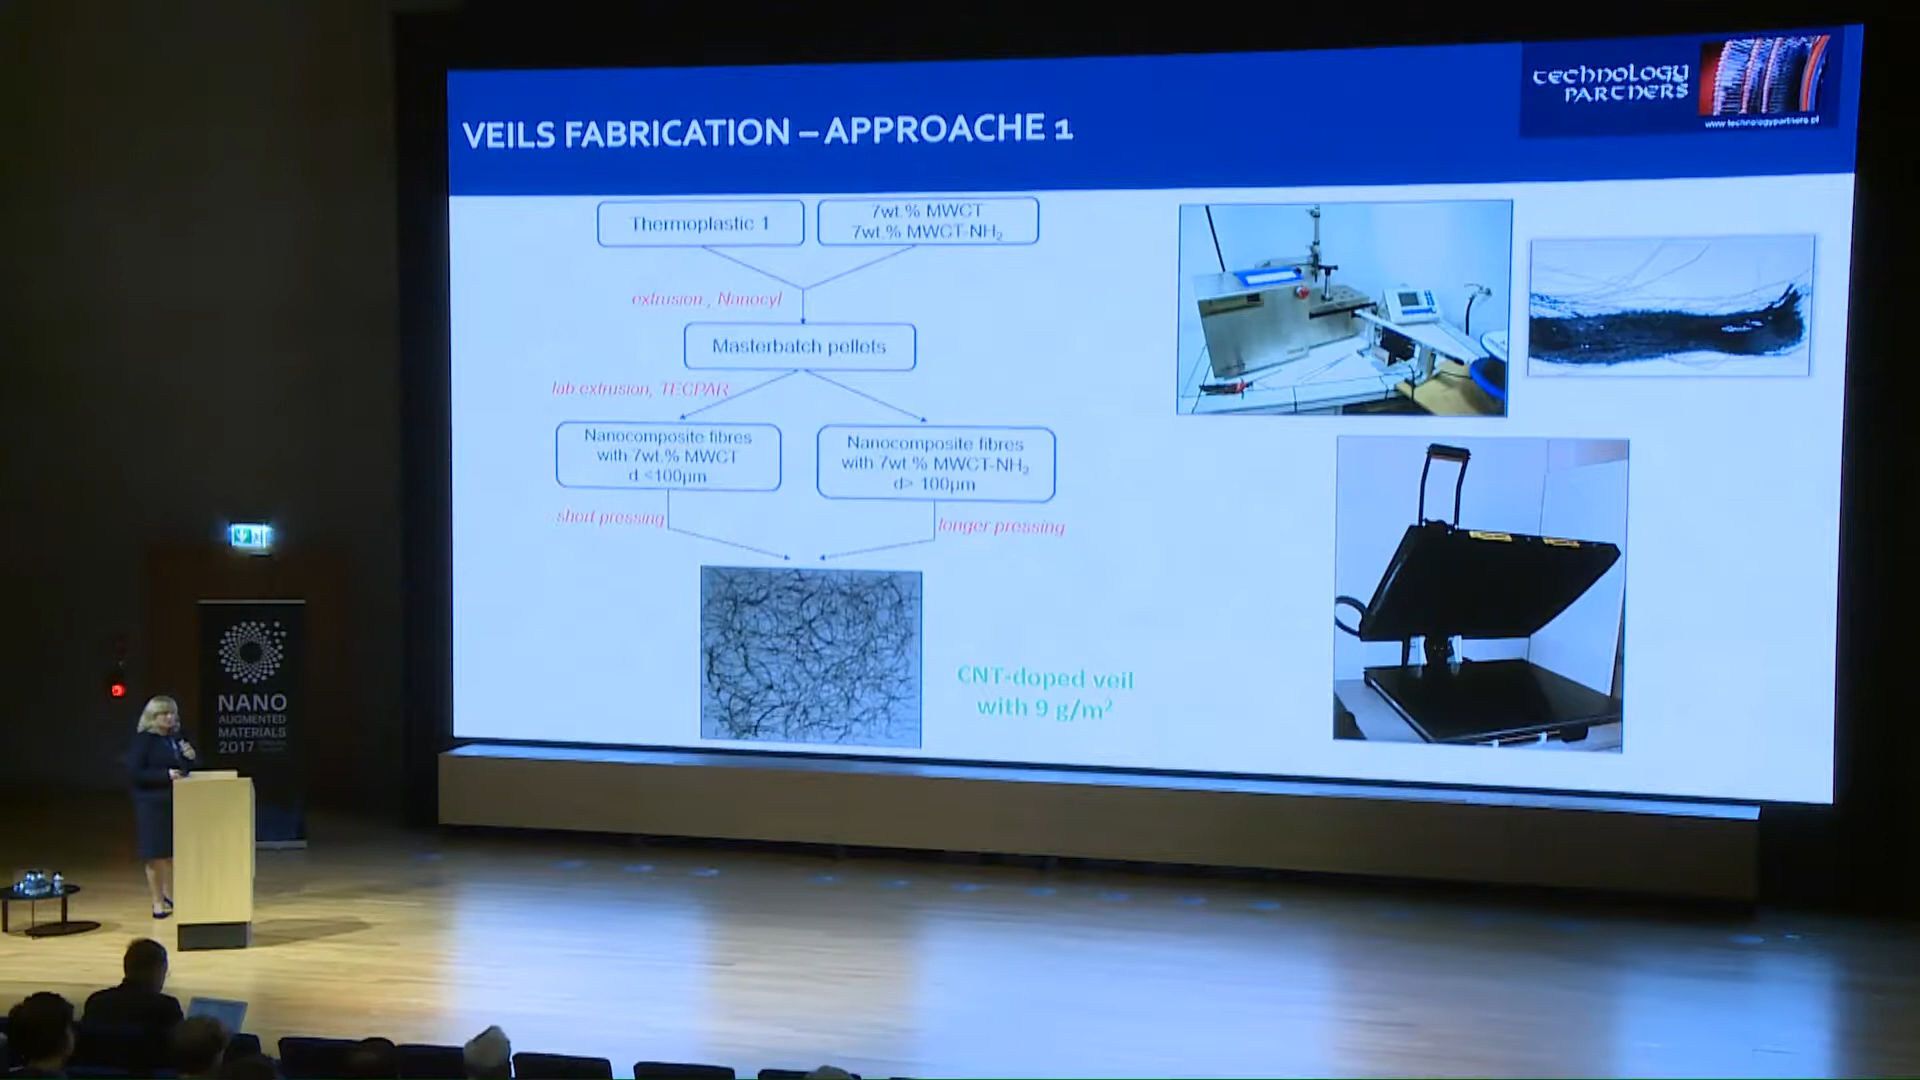 VEILS FABRICATION – APPROACHE 1
technology
partners
www.technologypartners.pl
Thermoplastic 1
7wt.% MWCT
7wt.% MWCT-NH₂
extrusion , Nanocyl
Masterbatch pellets
lab extrusion, TECPAR
Nanocomposite fibres
with 7wt.% MWCT
d <100µm
Nanocomposite fibres
with 7wt.% MWCT-NH₂
d> 100µm
short pressing
longer pressing
CNT-doped veil
with 9 g/m²
NANO
AUGMENTED
MATERIALS
2017